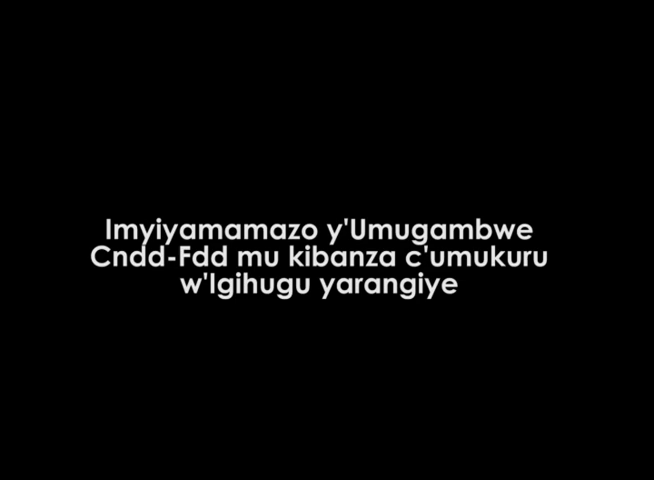 Imyiyamamazo y'Umugambwe
Cndd-Fdd mu kibanza c'umukuru
w'Igihugu yarangiye